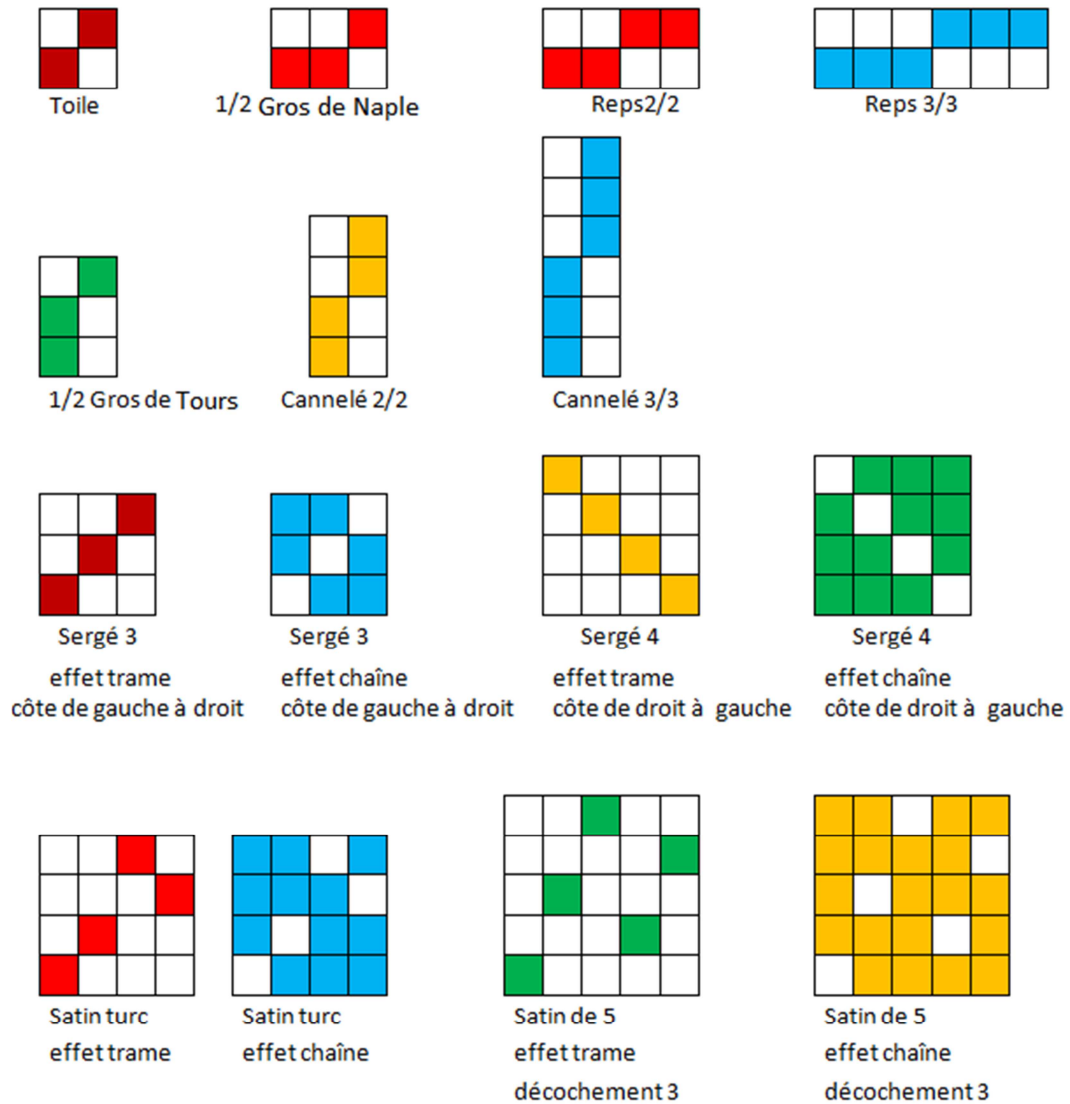 Toile
1/2 Gros de Naple
Reps2/2
Reps 3/3
1/2 Gros de Tours
Cannelé 2/2
Cannelé 3/3
Sergé 3
effet trame
côte de gauche à droit
Sergé 3
effet chaîne
côte de gauche à droit
Sergé 4
effet trame
côte de droit à gauche
Sergé 4
effet chaîne
côte de droit à gauche
Satin turc
effet trame
Satin turc
effet chaîne
Satin de 5
effet trame
décochement 3
Satin de 5
effet chaîne
décochement 3